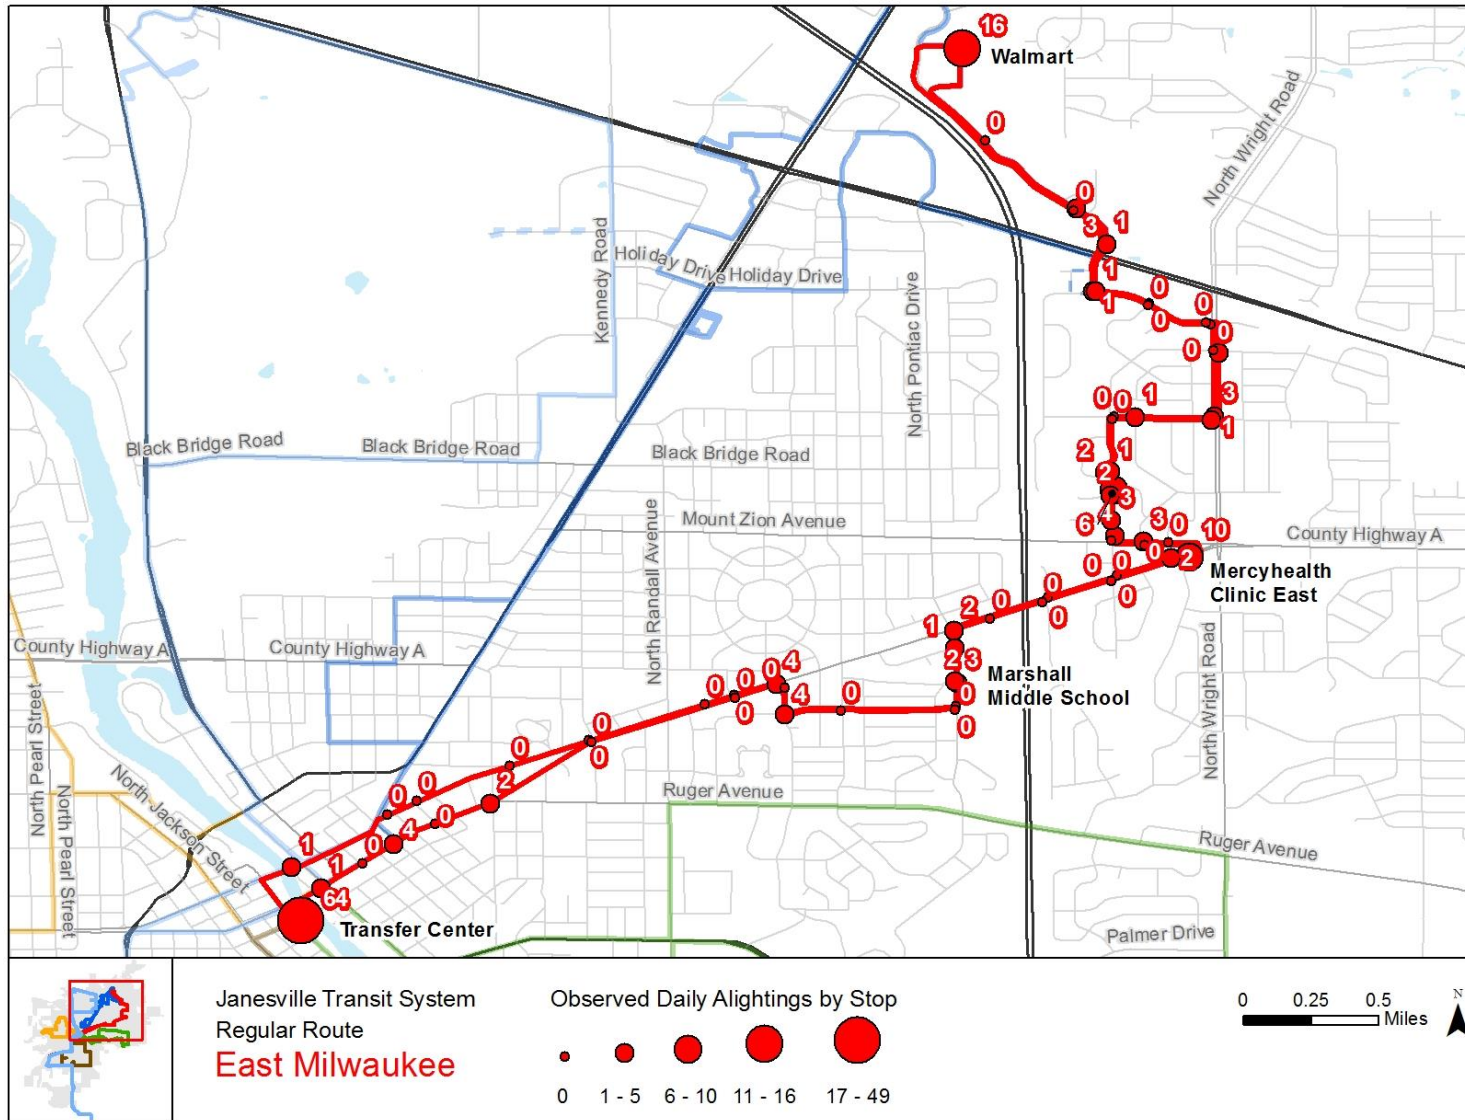 16
Walmart
0
North Wright Road
0
3
1
Kennedy Road
Holiday Drive
Holiday Drive
North Pontiac Drive
1
1
0
0
0
0
0
3
1
0
0
1
Black Bridge Road
Black Bridge Road
Black Bridge Road
2
1
2
3
4
6
3
0
10
Mount Zion Avenue
County Highway A
North Randall Avenue
0
2
Mercyhealth
Clinic East
0
0
0
0
0
2
0
1
County Highway A
County Highway A
2
3
Marshall
Middle School
0
0
North Wright Road
0
4
0
0
0
4
0
0
0
0
2
North Pearl Street
North Pearl Street
North Jackson Street
Ruger Avenue
Ruger Avenue
0
0
4
0
0
1
1
64
Transfer Center
Palmer Drive
Janesville Transit System
Regular Route
East Milwaukee
Observed Daily Alightings by Stop
0
1 - 5
6 - 10
11 - 16
17 - 49
0
0.25
0.5
Miles
N